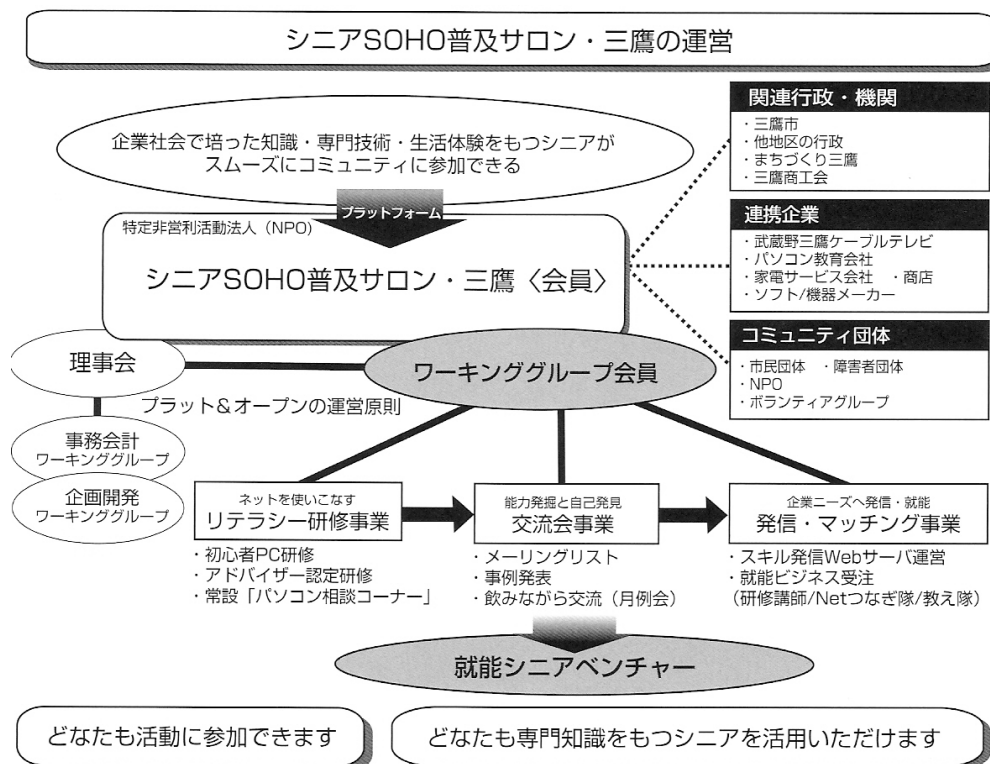 シニアSOHO普及サロン・三鷹の運営
企業社会で培った知識・専門技術・生活体験をもつシニアが
スムーズにコミュニティに参加できる
プラットフォーム
特定非営利活動法人（NPO）
シニアSOHO普及サロン・三鷹〈会員〉
関連行政・機関
・三鷹市
・他地区の行政
・まちづくり三鷹
・三鷹商工会
連携企業
・武蔵野三鷹ケーブルテレビ
・パソコン教育会社
・家電サービス会社　・商店
・ソフト/機器メーカー
コミュニティ団体
・市民団体　・障害者団体
・NPO
・ボランティアグループ
理事会
ワーキンググループ会員
プラット＆オープンの運営原則
事務会計
ワーキンググループ
企画開発
ワーキンググループ
ネットを使いこなす
リテラシー研修事業
・初心者PC研修
・アドバイザー認定研修
・常設「パソコン相談コーナー」
能力発掘と自己発見
交流会事業
・メーリングリスト
・事例発表
・飲みながら交流（月例会）
企業ニーズへ発信・就能
発信・マッチング事業
・スキル発信Webサーバ運営
・就能ビジネス受注
（研修講師/Netつなぎ隊/教え隊）
就能シニアベンチャー
どなたも活動に参加できます
どなたも専門知識をもつシニアを活用いただけます